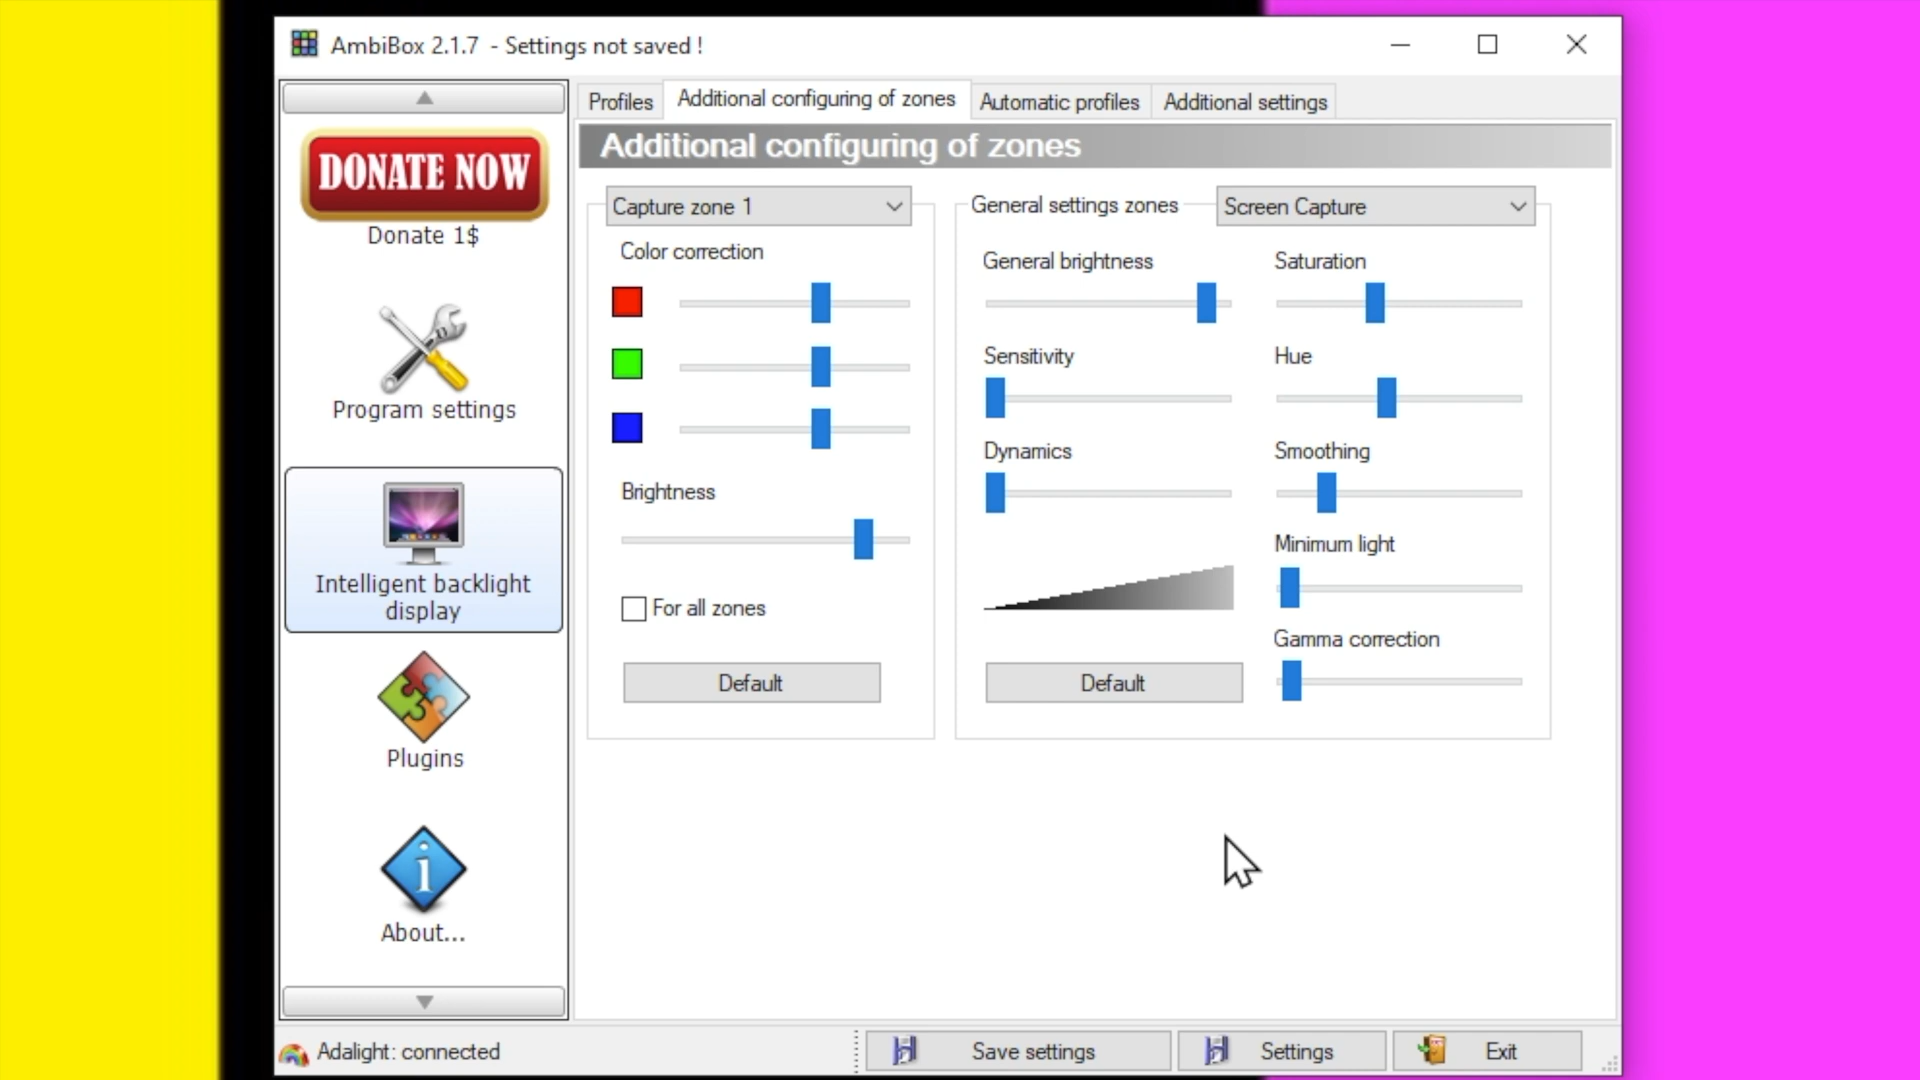 AmbiBox 2.1.7 - Settings not saved !
DONATE NOW
Donate 1$
Program settings
Intelligent backlight
display
Plugins
About...
Profiles
Additional configuring of zones
Automatic profiles
Additional settings
Additional configuring of zones
Capture zone 1
Color correction
Brightness
For all zones
Default
General settings zones
Screen Capture
General brightness
Saturation
Sensitivity
Hue
Dynamics
Smoothing
Minimum light
Gamma correction
Default
Adalight: connected
Save settings
Settings
Exit